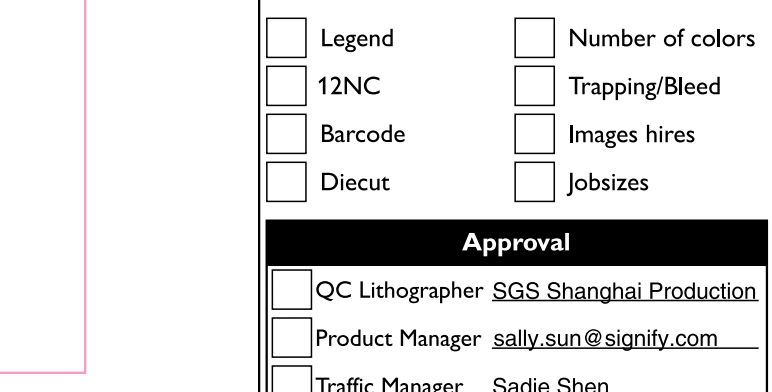 Legend Number of colors
12NC Trapping/Bleed
Barcode Images hires
Diecut Jobsizes
Approval
QC Lithographer SGS Shanghai Production
Product Manager sally.sun@signify.com
Traffic Manager Sadie Shen